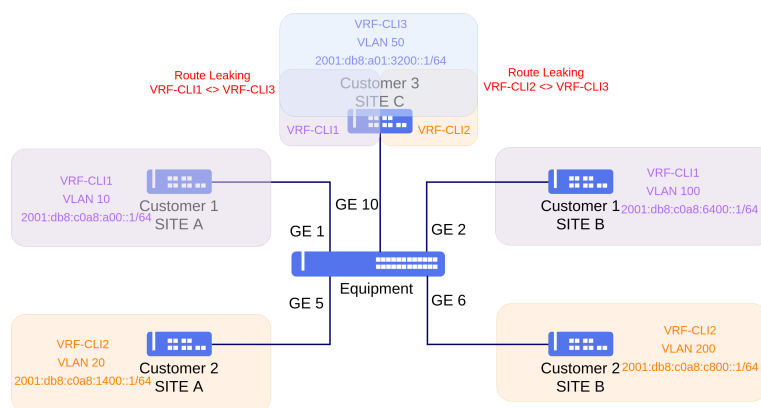 VRF-CLI3
VLAN 50
2001:db8:a01:3200::1/64
Route Leaking
VRF-CLI1 <> VRF-CLI3
Route Leaking
VRF-CLI2 <> VRF-CLI3
Customer 3
SITE C
VRF-CLI1
VRF-CLI2
VRF-CLI1
VLAN 10
2001:db8:c0a8:a00::1/64
Customer 1
SITE A
GE 10
GE 1
GE 2
Customer 1
SITE B
VRF-CLI1
VLAN 100
2001:db8:c0a8:6400::1/64
Equipment
GE 5
GE 6
VRF-CLI2
VLAN 20
2001:db8:c0a8:1400::1/64
Customer 2
SITE A
Customer 2
SITE B
VRF-CLI2
VLAN 200
2001:db8:c0a8:c800::1/64